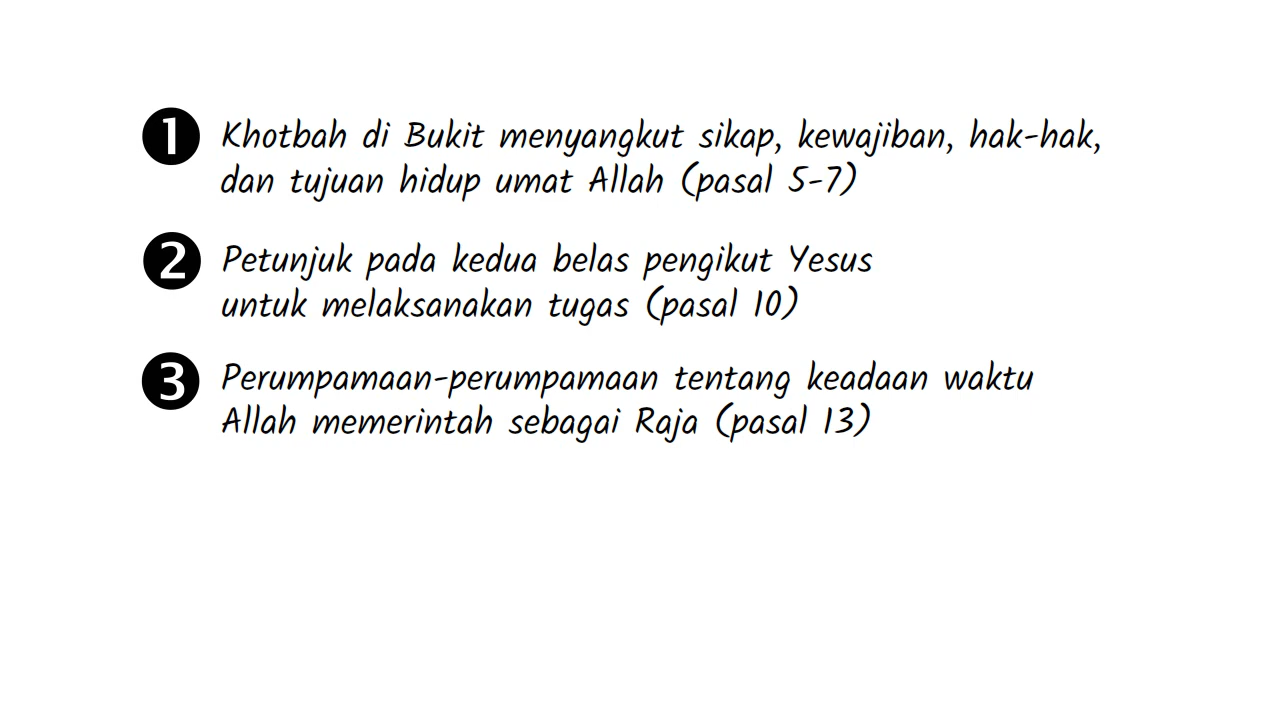 ❶ Khotbah di Bukit menyangkut sikap, kewajiban, hak-hak,
dan tujuan hidup umat Allah (pasal 5-7)
❷ Petunjuk pada kedua belas pengikut Yesus
untuk melaksanakan tugas (pasal 10)
❸ Perumpamaan-perumpamaan tentang keadaan waktu
Allah memerintah sebagai Raja (pasal 13)